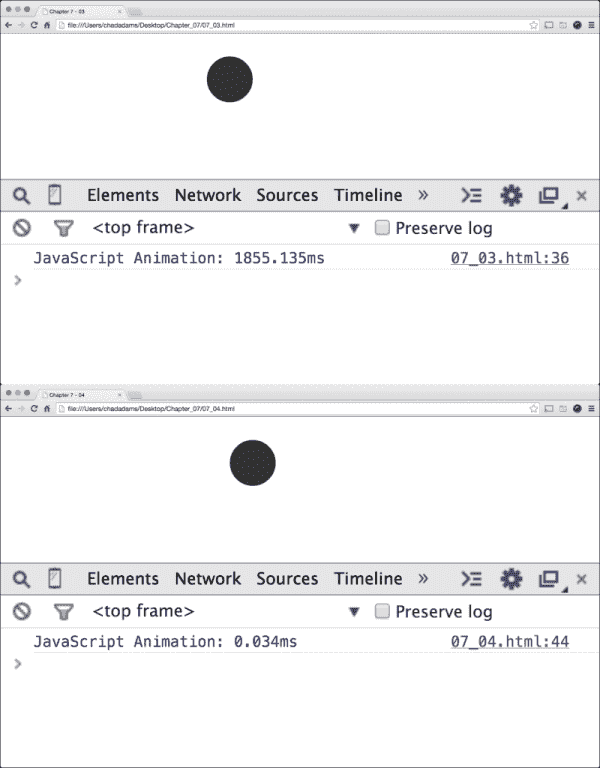 Chapter 7 - 03
file:///Users/chadadams/Desktop/Chapter_07/07_03.html
Elements Network Sources Timeline »
<top frame> ▼ Preserve log
JavaScript Animation: 1855.135ms 07_03.html:36
Chapter 7 - 04
file:///Users/chadadams/Desktop/Chapter_07/07_04.html
Elements Network Sources Timeline »
<top frame> ▼ Preserve log
JavaScript Animation: 0.034ms 07_04.html:44